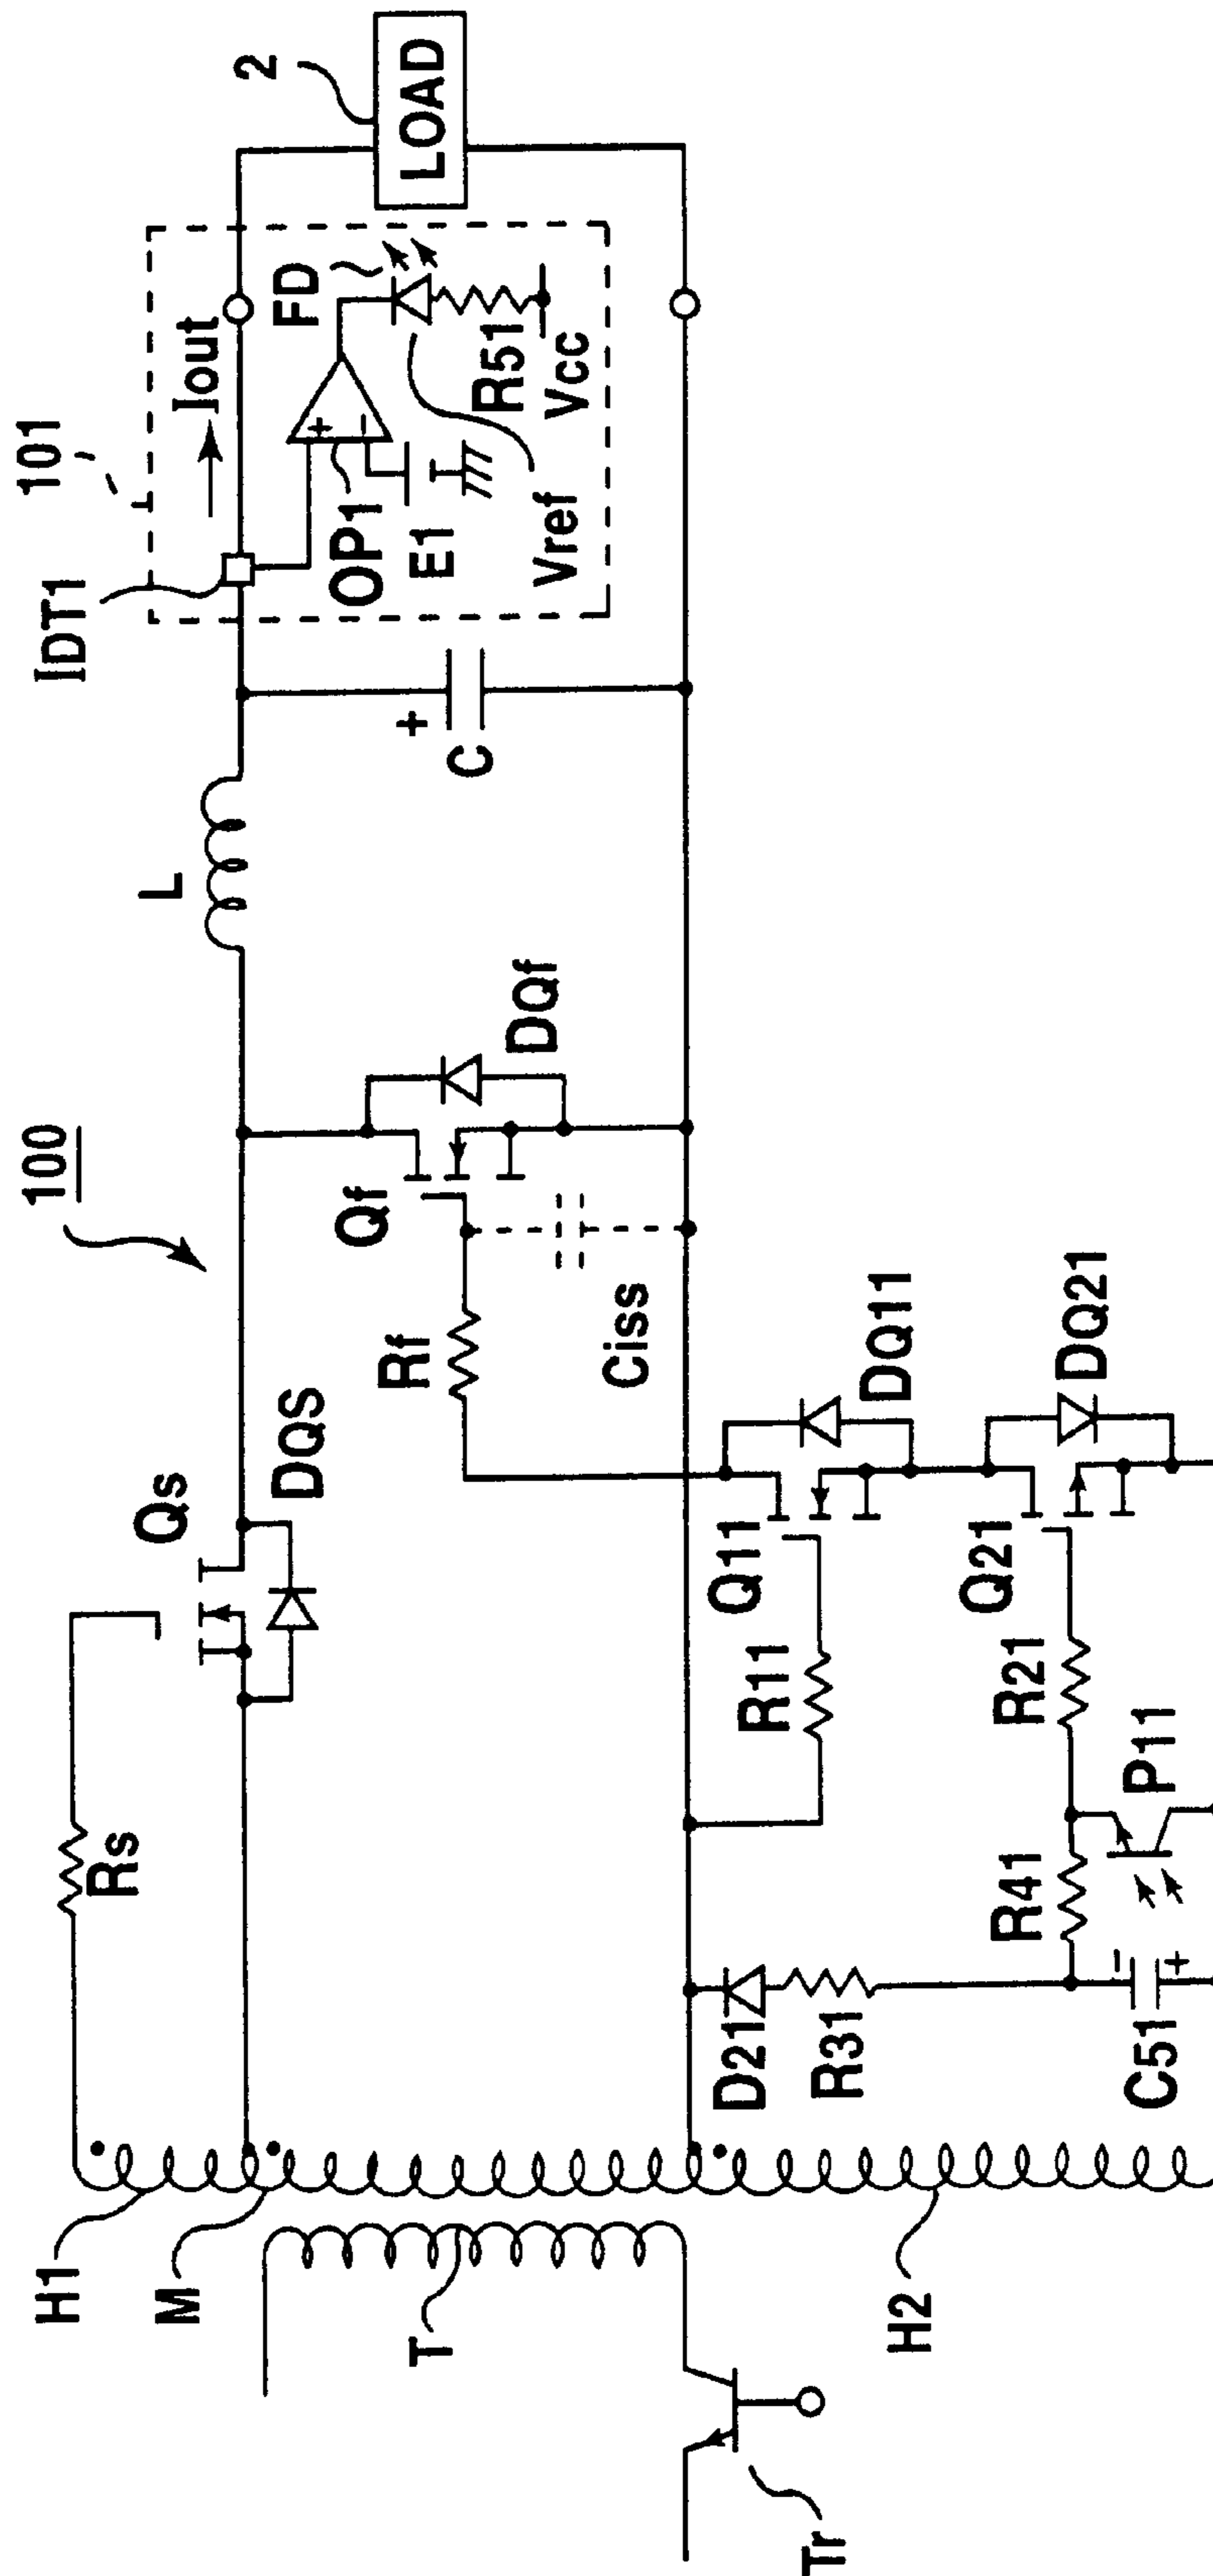 100
101
2
LOAD
Iout
IDT1
FD
+
-
OP1
E1
Vref
R51
Vcc
L
+
C
Qs
DQS
Rs
Qf
DQf
Rf
Ciss
H1
M
T
Tr
H2
D21
R31
R11
Q11
DQ11
R41
R21
Q21
DQ21
P11
-
+
C51